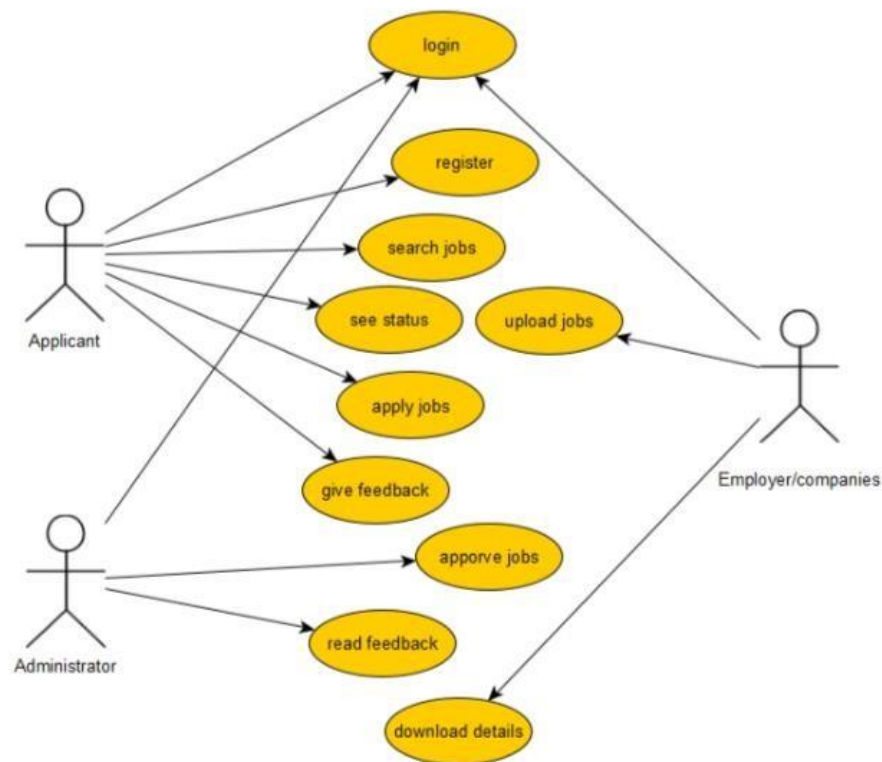 login
register
search jobs
see status
upload jobs
Applicant
apply jobs
give feedback
Employer/companies
apporve jobs
read feedback
Administrator
download details